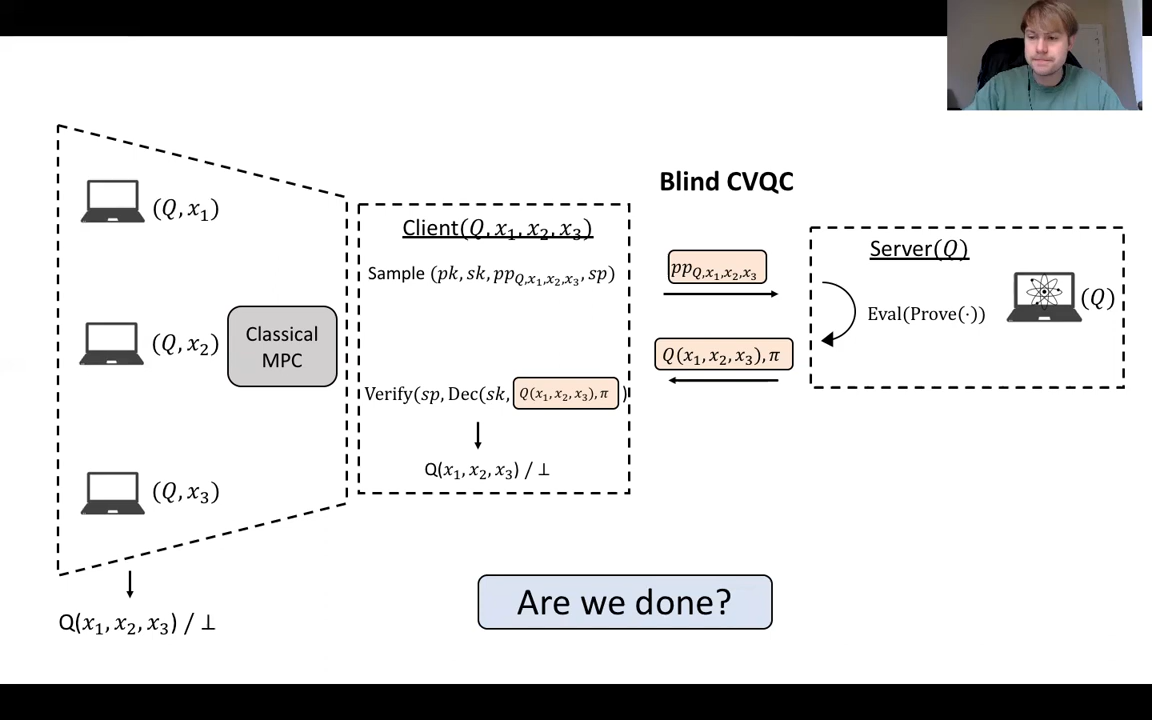 Blind CVQC
(Q, x₁)
(Q, x₂)
(Q, x₃)
Classical
MPC
Q(x₁, x₂, x₃) / ⊥
Client(Q, x₁, x₂, x₃)
Sample (pk, sk, pp_{Q,x₁,x₂,x₃}, sp)
Verify(sp, Dec(sk, Q(x₁, x₂, x₃), π )
Q(x₁, x₂, x₃) / ⊥
pp_{Q,x₁,x₂,x₃}
Q(x₁, x₂, x₃), π
Server(Q)
Eval(Prove(·))
(Q)
Are we done?